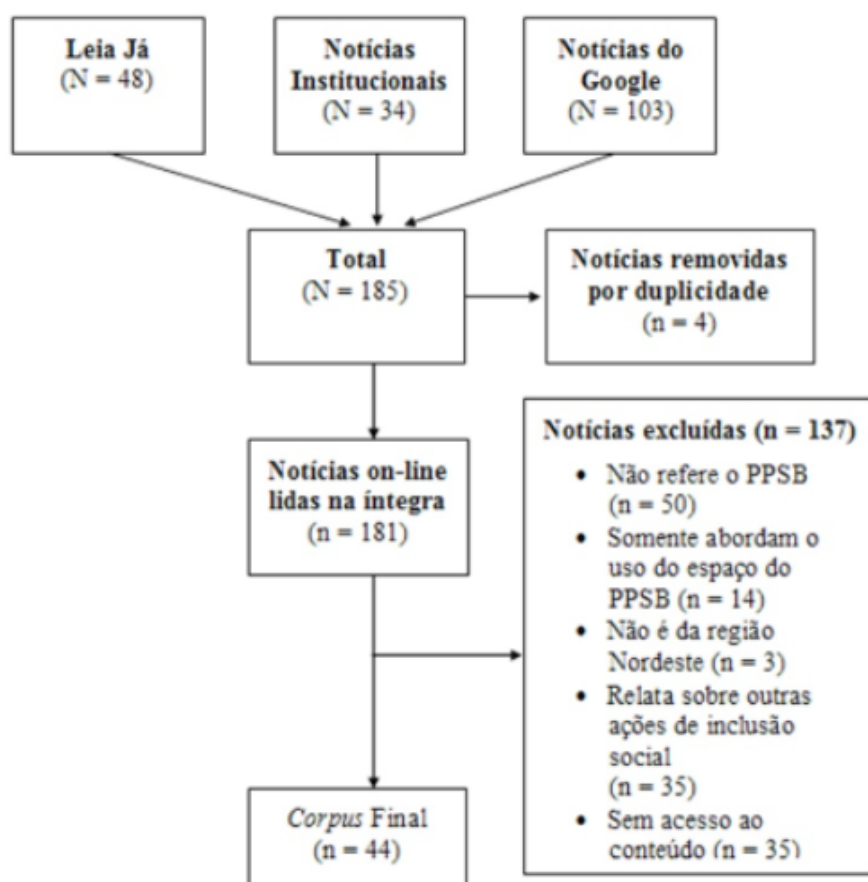 Leia Já
(N = 48)
Notícias
Institucionais
(N = 34)
Notícias do
Google
(N = 103)
Total
(N = 185)
Notícias removidas
por duplicidade
(n = 4)
Notícias on-line
lidas na íntegra
(n = 181)
Notícias excluídas (n = 137)
• Não refere o PPSB
(n = 50)
• Somente abordam o
uso do espaço do
PPSB (n = 14)
• Não é da região
Nordeste (n = 3)
• Relata sobre outras
ações de inclusão
social
(n = 35)
• Sem acesso ao
conteúdo (n = 35)
Corpus Final
(n = 44)